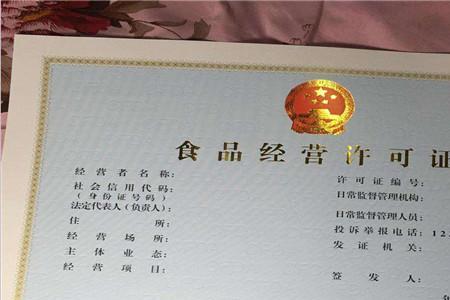 食品经营许可证
经营者名称:
社会信用代码:
(身份证号码)
法定代表人(负责人):
住所:
经营场所:
主体业态:
经营项目:
许可证编号:
日常监督管理机构:
日常监督管理人员:
投诉举报电话:12
发证机关:
签发人: